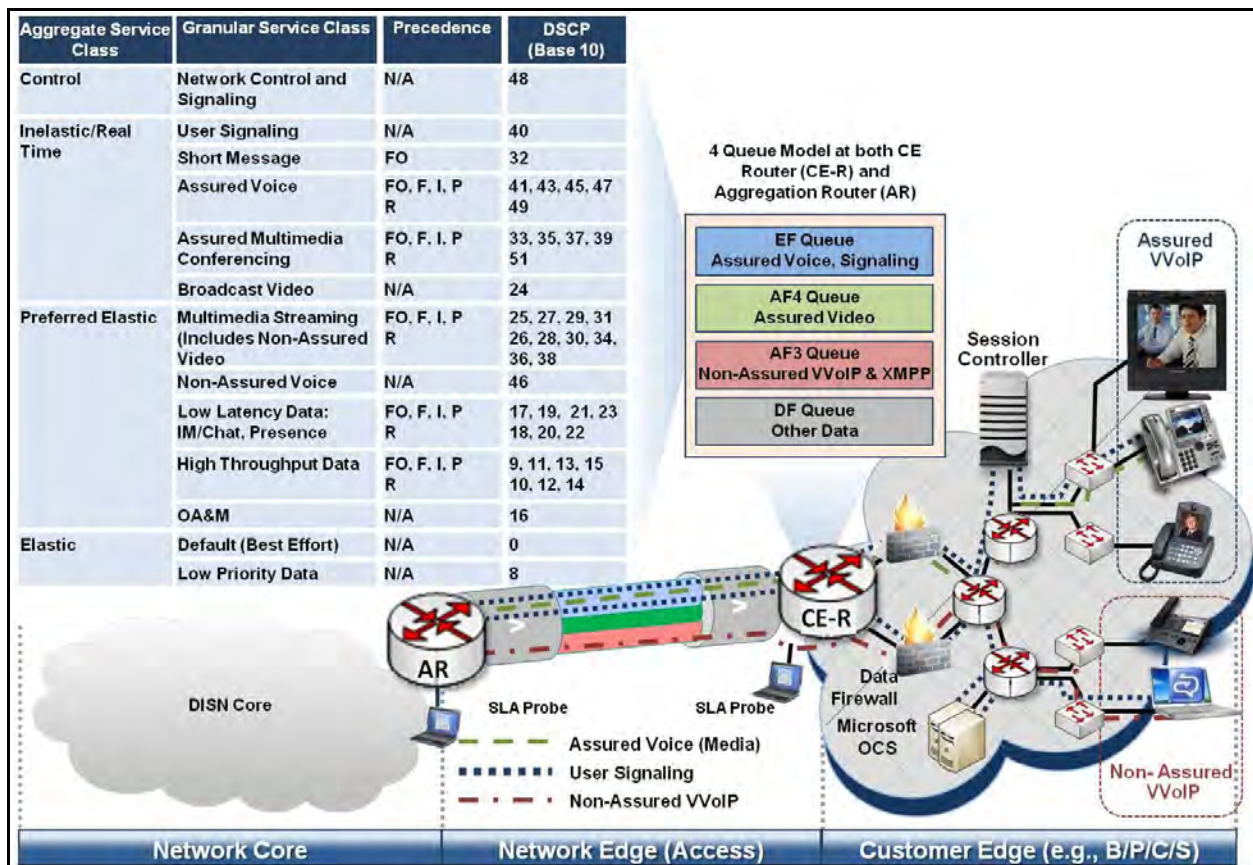 Aggregate Service Class
Granular Service Class
Precedence
DSCP (Base 10)
Control
Network Control and Signaling
N/A
48
Inelastic/Real Time
User Signaling
N/A
40
Short Message
FO
32
Assured Voice
FO, F, I, P
R
41, 43, 45, 47
49
Assured Multimedia Conferencing
FO, F, I, P
R
33, 35, 37, 39
51
Broadcast Video
N/A
24
Preferred Elastic
Multimedia Streaming
(Includes Non-Assured
Video
FO, F, I, P
R
25, 27, 29, 31
26, 28, 30, 34,
36, 38
Non-Assured Voice
N/A
46
Low Latency Data:
IM/Chat, Presence
FO, F, I, P
R
17, 19, 21, 23
18, 20, 22
High Throughput Data
FO, F, I, P
R
9, 11, 13, 15
10, 12, 14
OA&M
N/A
16
Elastic
Default (Best Effort)
N/A
0
Low Priority Data
N/A
8
4 Queue Model at both CE
Router (CE-R) and
Aggregation Router (AR)
EF Queue
Assured Voice, Signaling
AF4 Queue
Assured Video
AF3 Queue
Non-Assured VVoIP & XMPP
DF Queue
Other Data
Assured
VVoIP
Session
Controller
CE-R
AR
>
>
DISN Core
SLA Probe
SLA Probe
Data
Firewall
Microsoft
OCS
Non- Assured
VVoIP
Assured Voice (Media)
User Signaling
Non-Assured VVoIP
Network Core
Network Edge (Access)
Customer Edge (e.g., B/P/C/S)